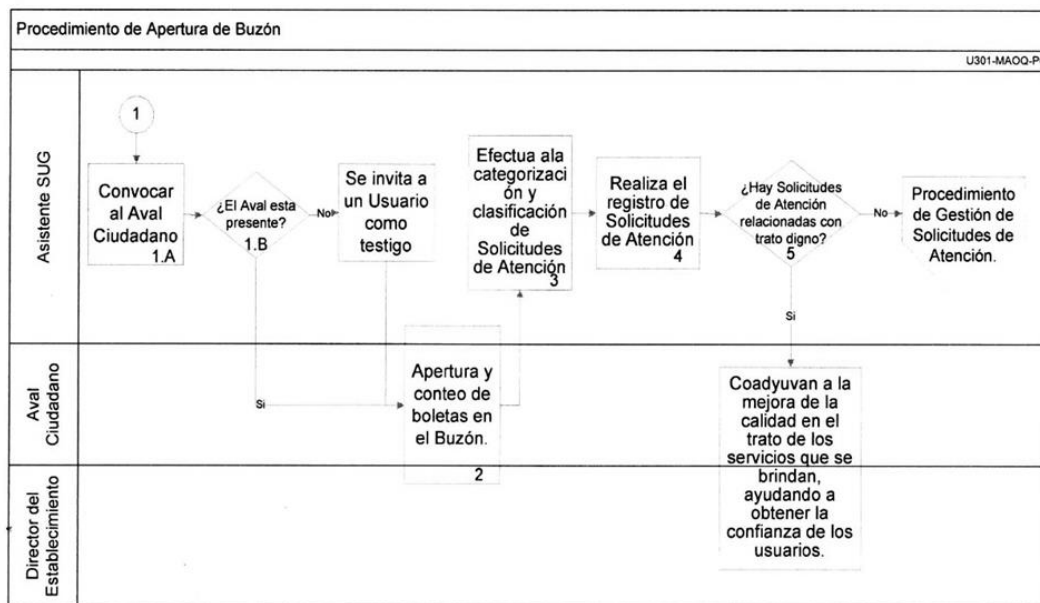 Procedimiento de Apertura de Buzón
U301-MAOQ-P
Asistente SUG
1
Convocar
al Aval
Ciudadano
1.A
¿El Aval esta
presente?
1.B
No
Se invita a
un Usuario
como
testigo
Efectua ala
categorizaci
ón y
clasificación
de
Solicitudes
de Atención
3
Realiza el
registro de
Solicitudes
de Atención
4
¿Hay Solicitudes
de Atención
relacionadas con
trato digno?
5
No
Procedimiento
de Gestión de
Solicitudes de
Atención.
Si
Aval
Ciudadano
Si
Apertura y
conteo de
boletas en
el Buzón.
2
Coadyuvan a la
mejora de la
calidad en el
trato de los
servicios que se
brindan,
ayudando a
obtener la
confianza de los
usuarios.
Director del
Establecimiento